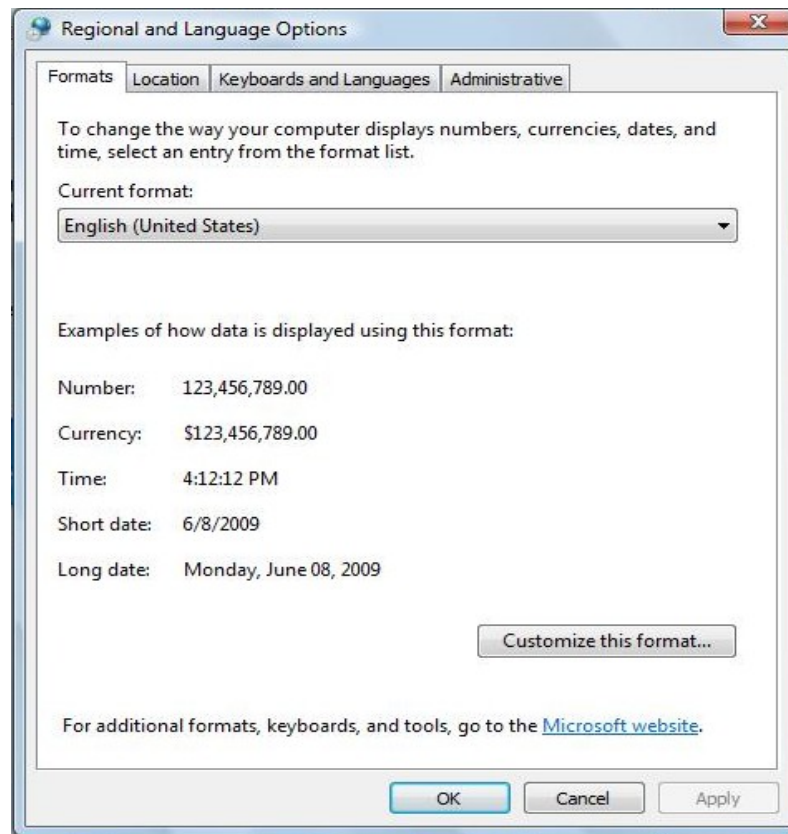 Regional and Language Options
Formats Location Keyboards and Languages Administrative
To change the way your computer displays numbers, currencies, dates, and
time, select an entry from the format list.
Current format:
English (United States)
Examples of how data is displayed using this format:
Number: 123,456,789.00
Currency: $123,456,789.00
Time: 4:12:12 PM
Short date: 6/8/2009
Long date: Monday, June 08, 2009
Customize this format...
For additional formats, keyboards, and tools, go to the Microsoft website.
OK Cancel Apply